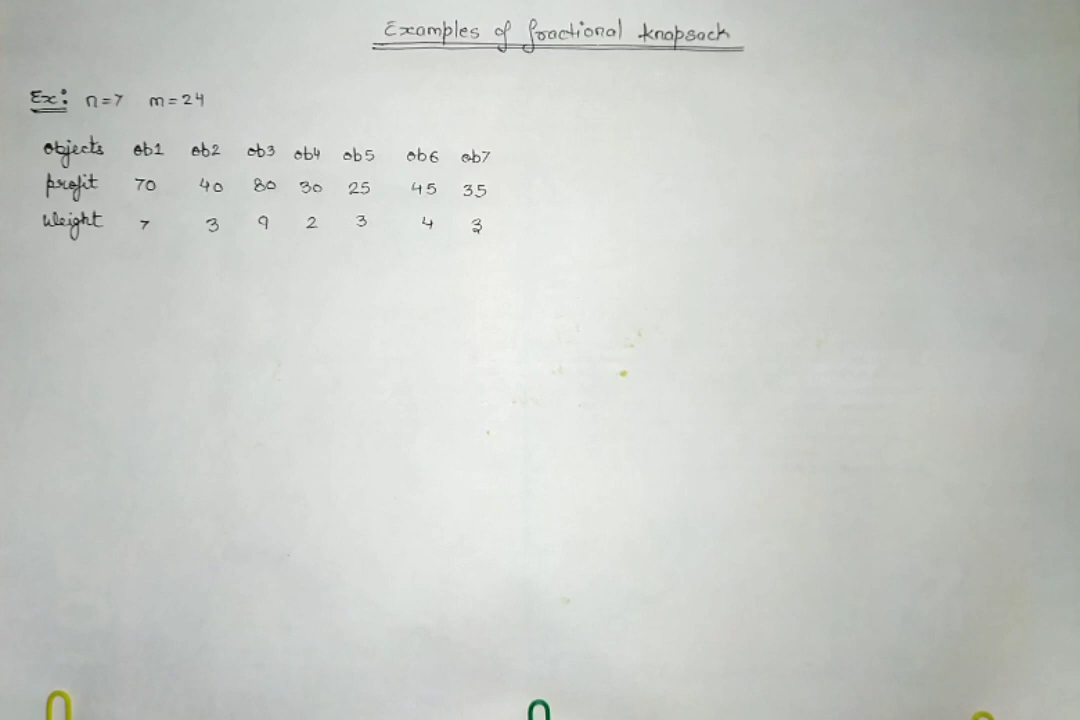 Examples of fractional knapsack
Ex: n=7 m=24
objects ob1 ob2 ob3 ob4 ob5 ob6 ob7
profit 70 40 80 30 25 45 35
Weight 7 3 9 2 3 4 3